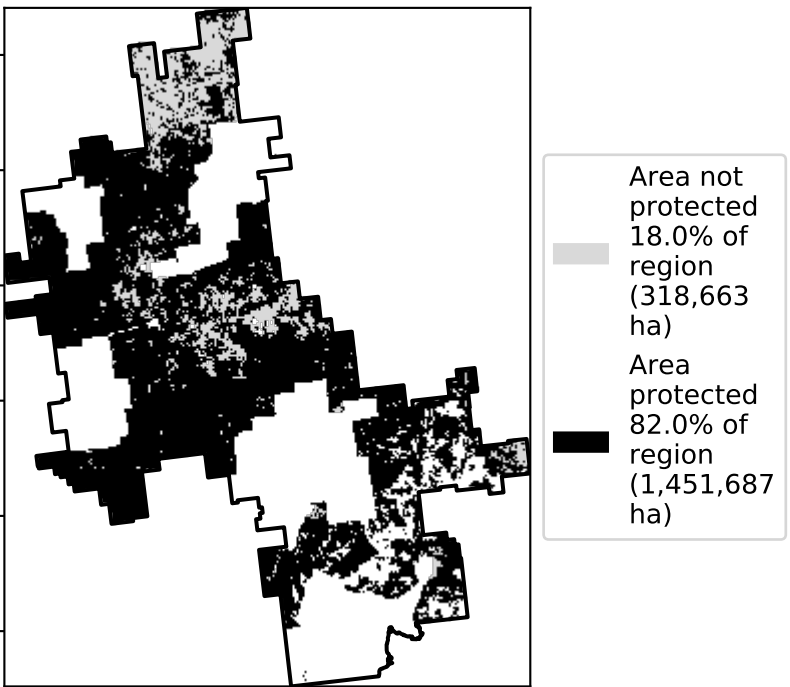 Area not
protected
18.0% of
region
(318,663
ha)
Area
protected
82.0% of
region
(1,451,687
ha)